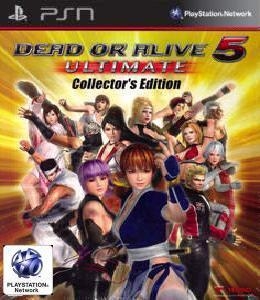 PSN
PlayStation®Network
DEAD OR ALIVE 5
ULTIMATE
Collector's Edition
PLAYSTATION
Network